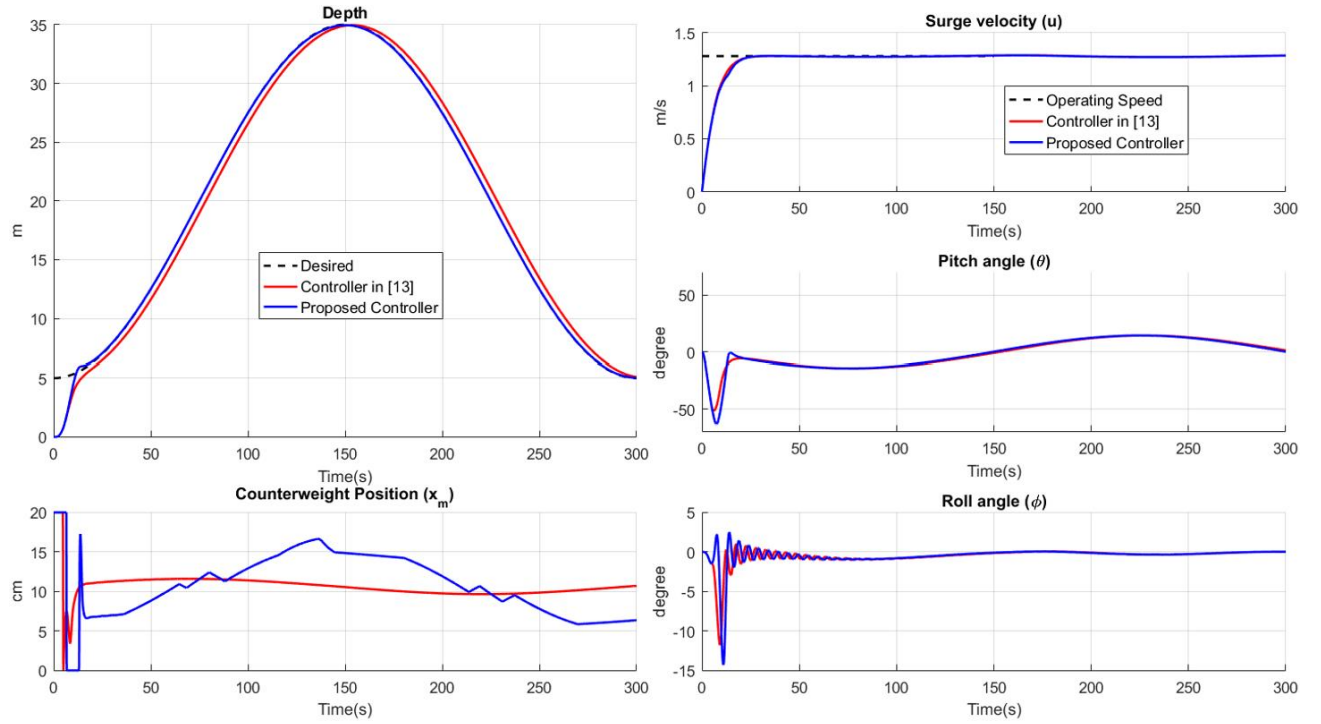 Depth
35
30
25
20
15
10
5
0
m
Desired
Controller in [13]
Proposed Controller
0 50 100 150 200 250 300
Time(s)
Counterweight Position (xm)
20
15
10
5
0
cm
0 50 100 150 200 250 300
Time(s)
Surge velocity (u)
1.5
1
0.5
0
m/s
Operating Speed
Controller in [13]
Proposed Controller
0 50 100 150 200 250 300
Time(s)
Pitch angle (θ)
50
0
-50
degree
0 50 100 150 200 250 300
Time(s)
Roll angle (ϕ)
5
0
-5
-10
-15
degree
0 50 100 150 200 250 300
Time(s)